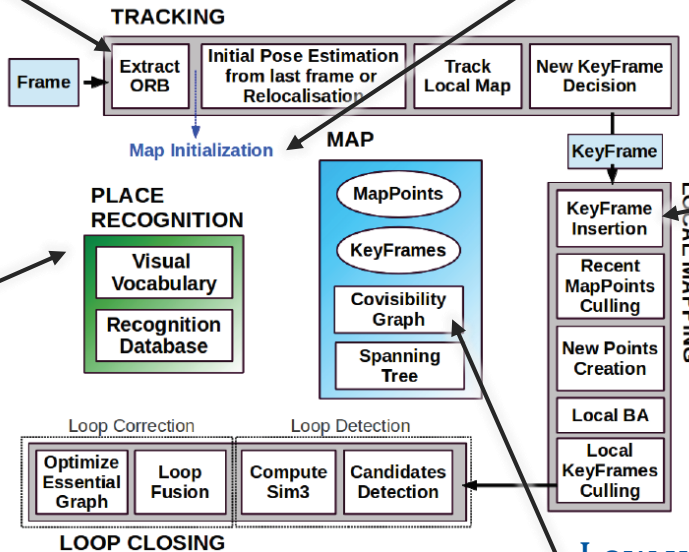 TRACKING
Frame
Extract
ORB
Initial Pose Estimation
from last frame or
Relocalisation
Track
Local Map
New KeyFrame
Decision
Map Initialization
MAP
KeyFrame
PLACE
RECOGNITION
Visual
Vocabulary
Recognition
Database
MapPoints
KeyFrames
Covisibility
Graph
Spanning
Tree
LOCAL MAPPING
KeyFrame
Insertion
Recent
MapPoints
Culling
New Points
Creation
Local BA
Local
KeyFrames
Culling
Loop Correction
Loop Detection
Optimize
Essential
Graph
Loop
Fusion
Compute
Sim3
Candidates
Detection
LOOP CLOSING